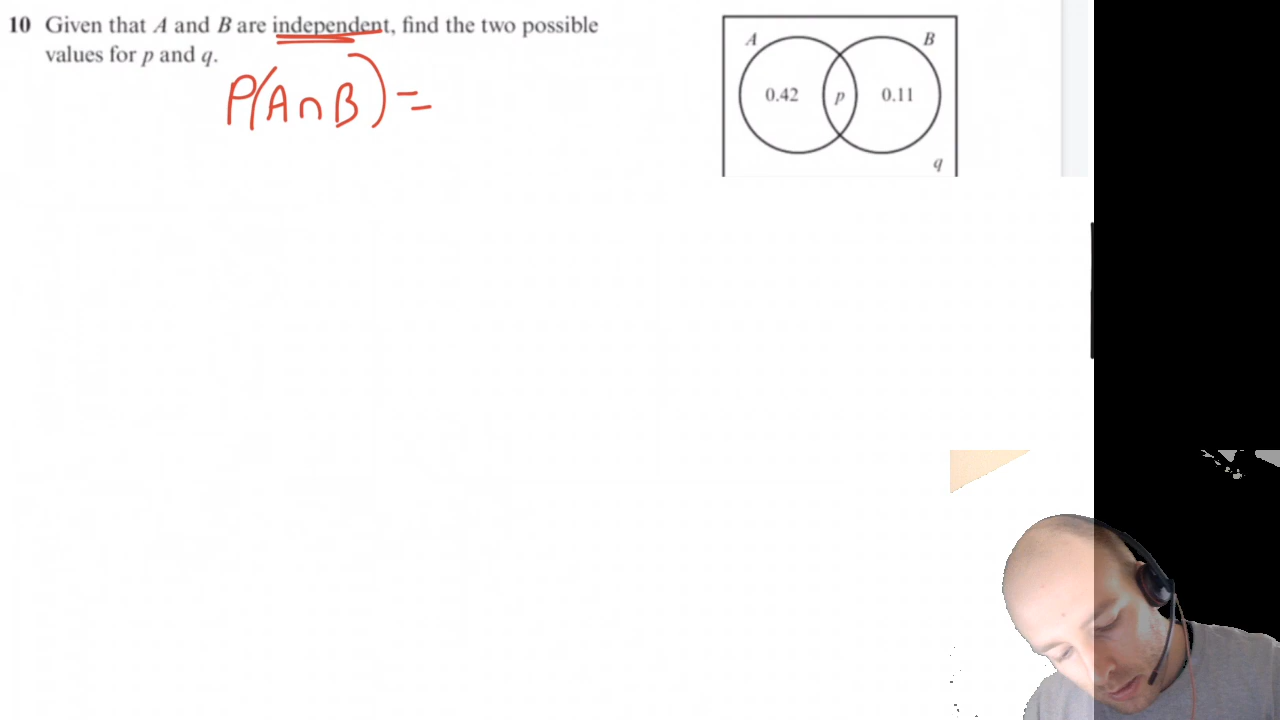 10 Given that A and B are independent, find the two possible
values for p and q.
P(A∩B) =
A B
0.42 p 0.11
q